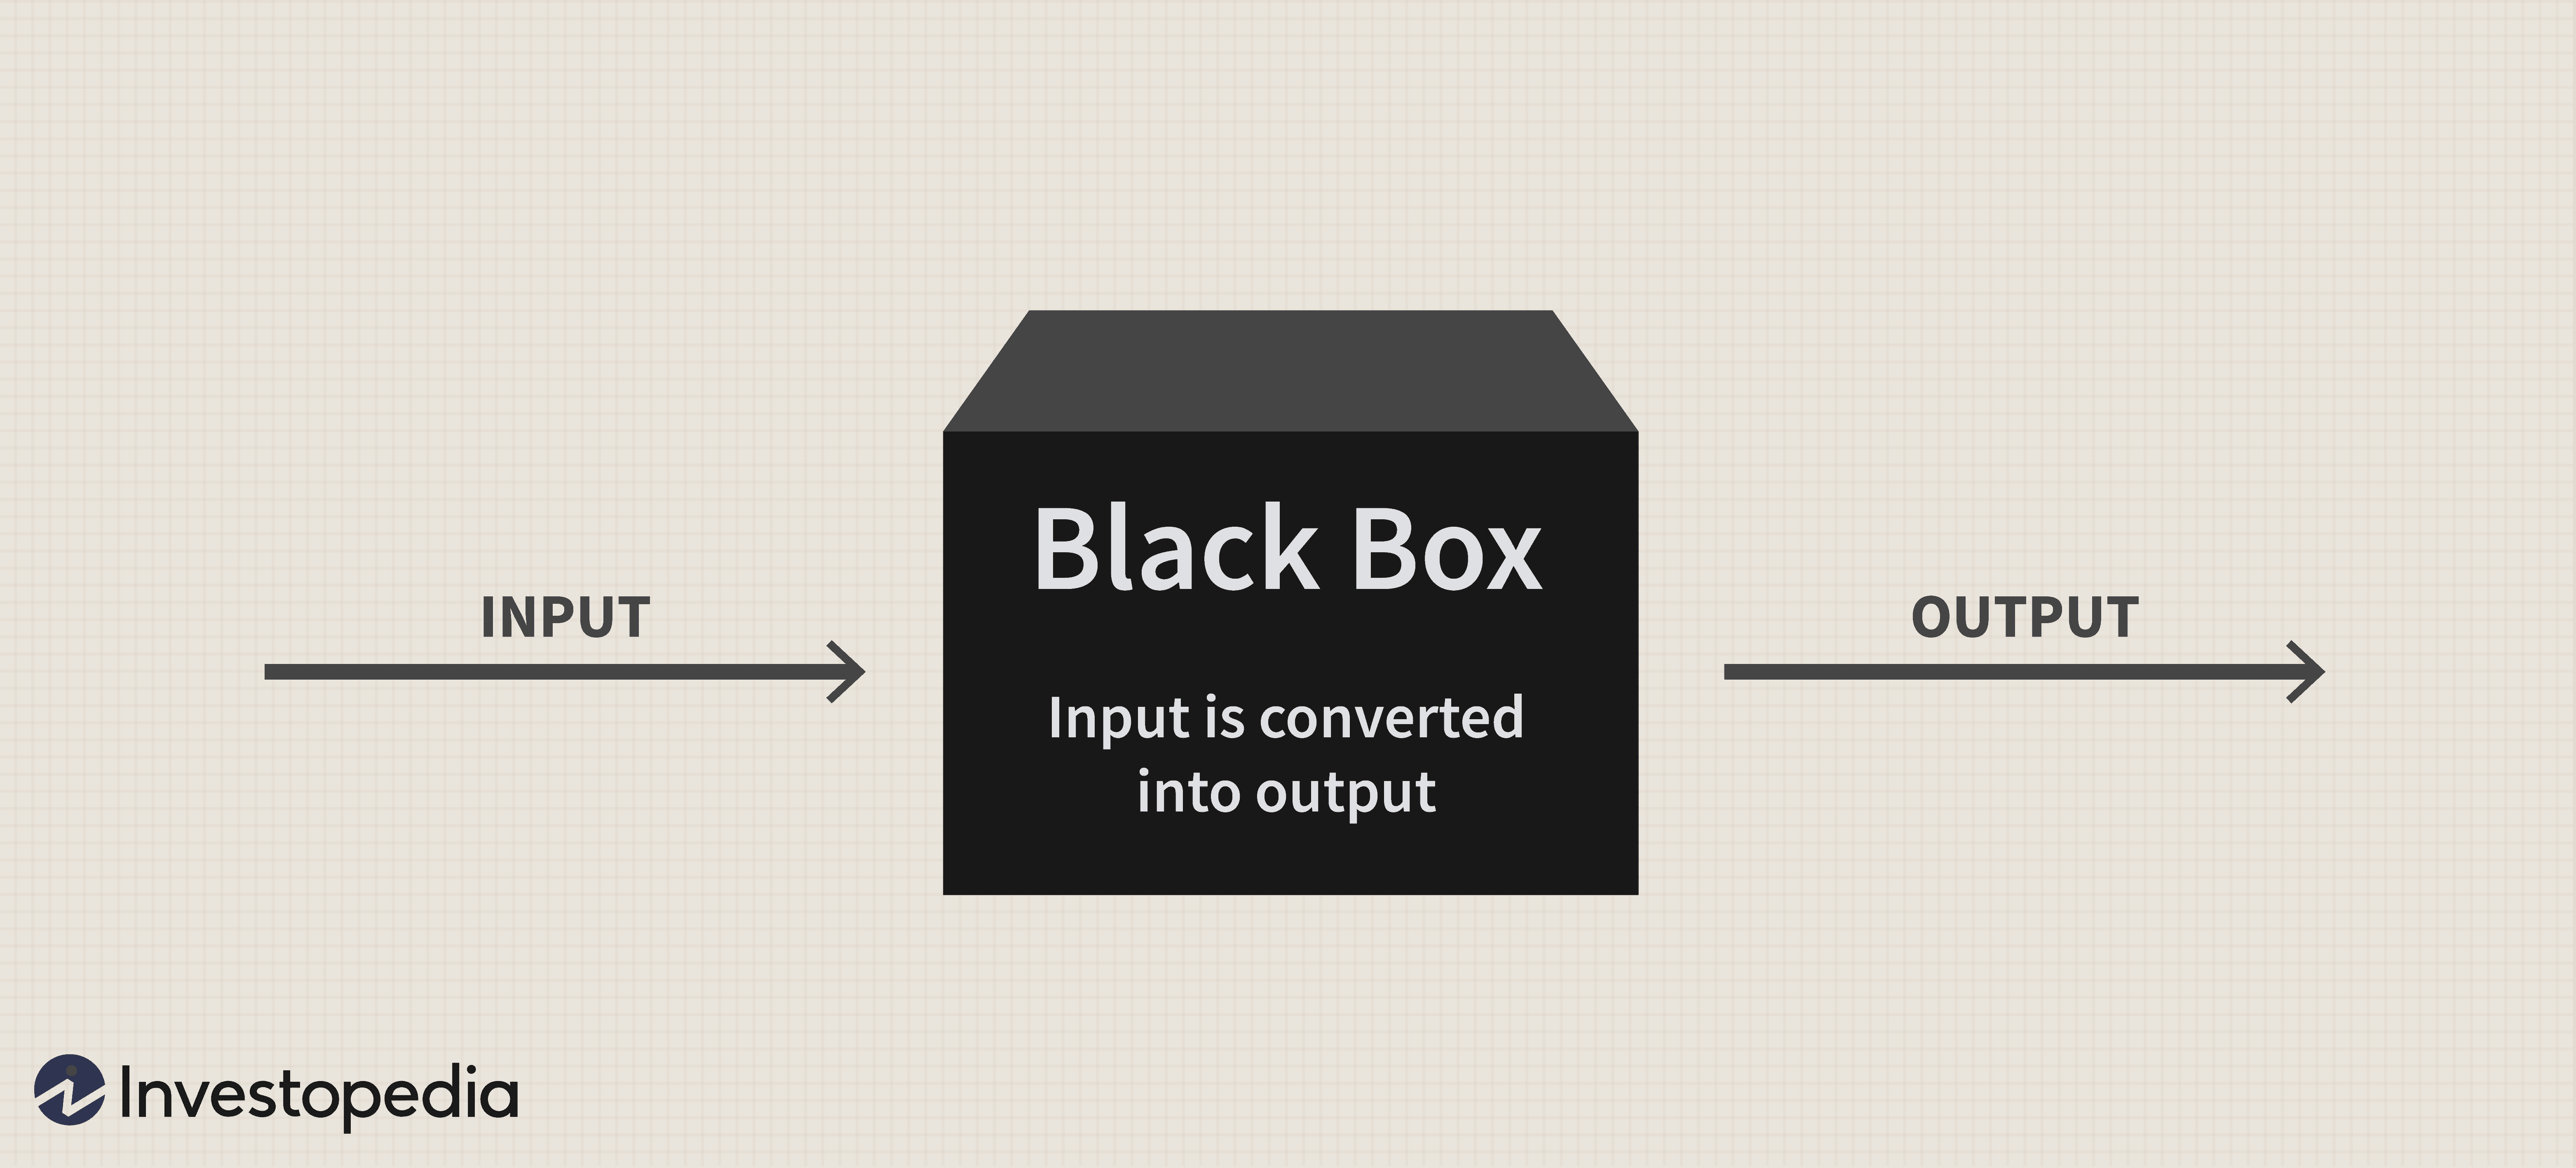 Black Box
INPUT
OUTPUT
Input is converted
into output
Investopedia